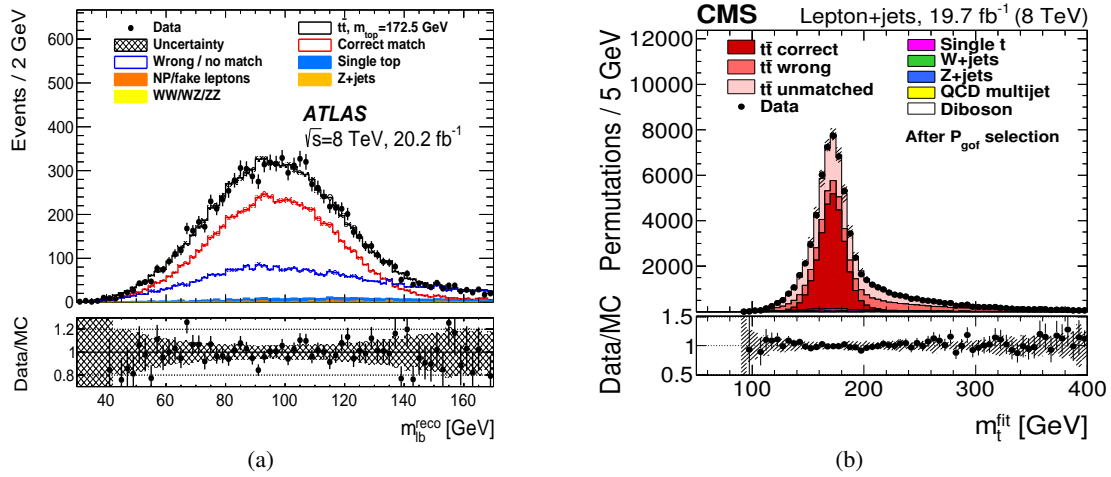 Events / 2 GeV
600
500
400
300
200
100
0
Data
Uncertainty
Wrong / no match
NP/fake leptons
WW/WZ/ZZ
tt̄, m_top=172.5 GeV
Correct match
Single top
Z+jets
ATLAS
√s=8 TeV, 20.2 fb⁻¹
Data/MC
1.2
1
0.8
40 60 80 100 120 140 160
m_lb^reco [GeV]
(a)
CMS Lepton+jets, 19.7 fb⁻¹ (8 TeV)
Permutations / 5 GeV
12000
10000
8000
6000
4000
2000
tt̄ correct
tt̄ wrong
tt̄ unmatched
Data
Single t
W+jets
Z+jets
QCD multijet
Diboson
After P_gof selection
Data/MC
1.5
1
0.5
100 200 300 400
m_t^fit [GeV]
(b)